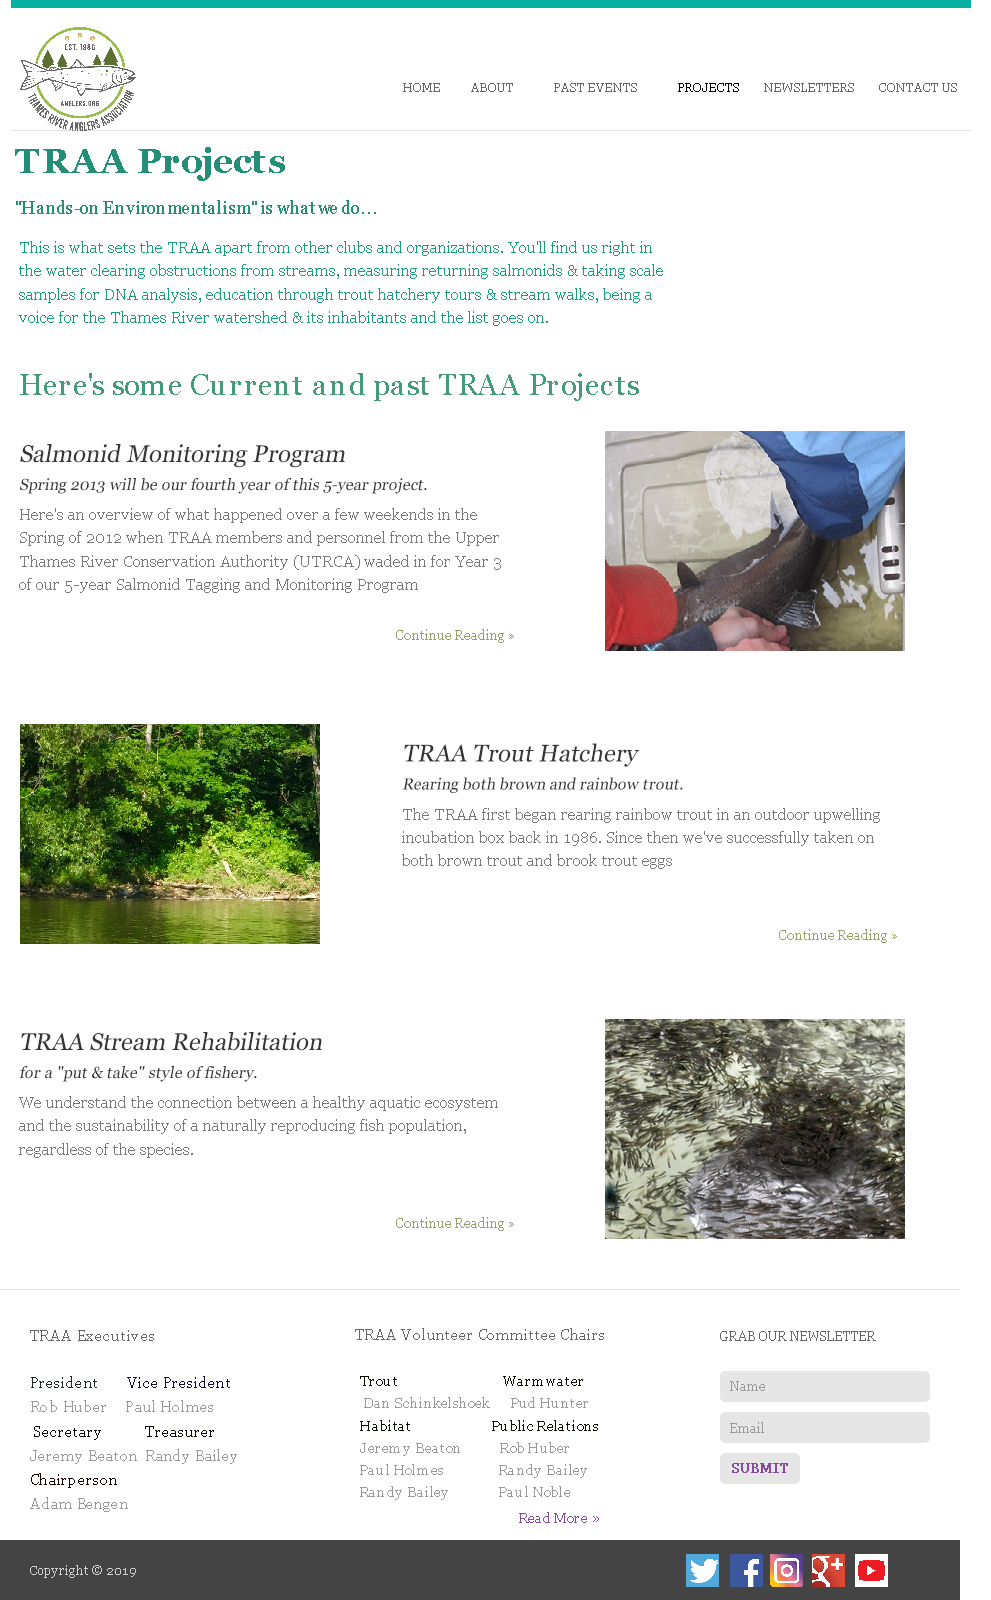 EST. 1986
ANGLERS.ORG
THAMES RIVER ANGLERS ASSOCIATION
HOME ABOUT PAST EVENTS PROJECTS NEWSLETTERS CONTACT US
TRAA Projects
"Hands-on Environmentalism" is what we do...
This is what sets the TRAA apart from other clubs and organizations. You'll find us right in
the water clearing obstructions from streams, measuring returning salmonids & taking scale
samples for DNA analysis, education through trout hatchery tours & stream walks, being a
voice for the Thames River watershed & its inhabitants and the list goes on.
Here's some Current and past TRAA Projects
Salmonid Monitoring Program
Spring 2013 will be our fourth year of this 5-year project.
Here's an overview of what happened over a few weekends in the
Spring of 2012 when TRAA members and personnel from the Upper
Thames River Conservation Authority (UTRCA) waded in for Year 3
of our 5-year Salmonid Tagging and Monitoring Program
Continue Reading »
TRAA Trout Hatchery
Rearing both brown and rainbow trout.
The TRAA first began rearing rainbow trout in an outdoor upwelling
incubation box back in 1986. Since then we've successfully taken on
both brown trout and brook trout eggs
Continue Reading »
TRAA Stream Rehabilitation
for a "put & take" style of fishery.
We understand the connection between a healthy aquatic ecosystem
and the sustainability of a naturally reproducing fish population,
regardless of the species.
Continue Reading »
TRAA Executives
President Vice President
Rob Huber Paul Holmes
Secretary Treasurer
Jeremy Beaton Randy Bailey
Chairperson
Adam Bengen
TRAA Volunteer Committee Chairs
Trout Warmwater
Dan Schinkelshoek Pud Hunter
Habitat Public Relations
Jeremy Beaton Rob Huber
Paul Holmes Randy Bailey
Randy Bailey Paul Noble
Read More »
GRAB OUR NEWSLETTER
Name
Email
SUBMIT
Copyright © 2019